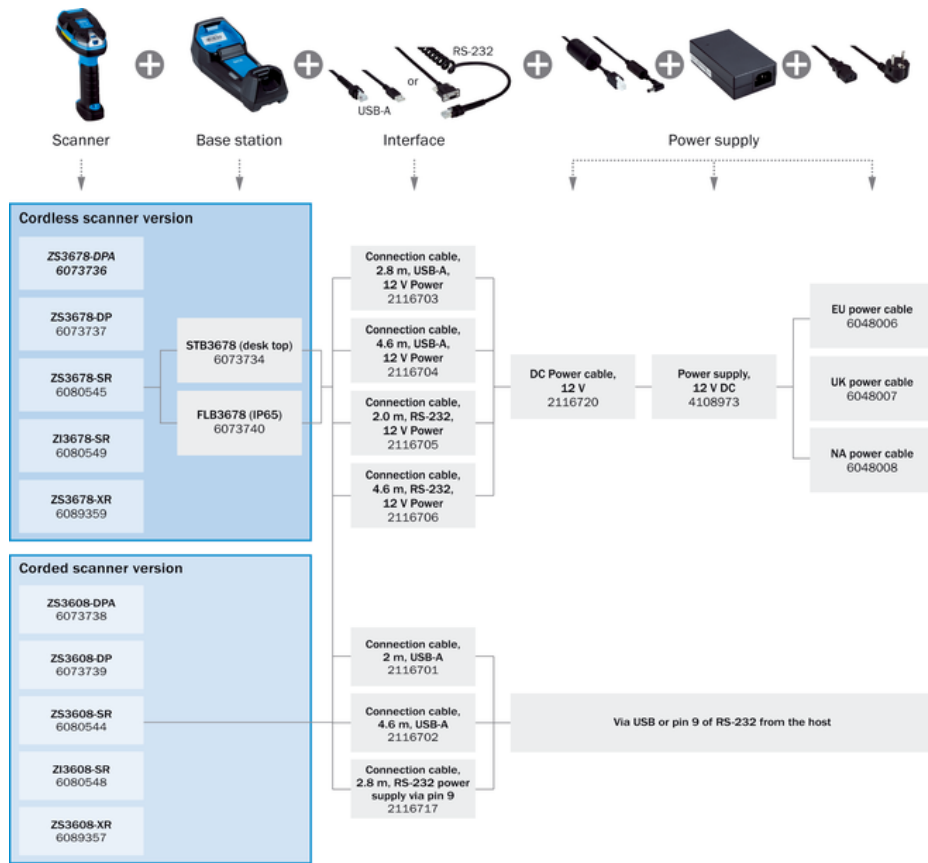 RS-232
or
USB-A
Scanner
Base station
Interface
Power supply
Cordless scanner version
ZS3678-DPA
6073736
ZS3678-DP
6073737
ZS3678-SR
6080545
ZI3678-SR
6080549
ZS3678-XR
6089359
STB3678 (desk top)
6073734
FLB3678 (IP65)
6073740
Connection cable,
2.8 m, USB-A,
12 V Power
2116703
Connection cable,
4.6 m, USB-A,
12 V Power
2116704
Connection cable,
2.0 m, RS-232,
12 V Power
2116705
Connection cable,
4.6 m, RS-232,
12 V Power
2116706
DC Power cable,
12 V
2116720
Power supply,
12 V DC
4108973
EU power cable
6048006
UK power cable
6048007
NA power cable
6048008
Corded scanner version
ZS3608-DPA
6073738
ZS3608-DP
6073739
ZS3608-SR
6080544
ZI3608-SR
6080548
ZS3608-XR
6089357
Connection cable,
2 m, USB-A
2116701
Connection cable,
4.6 m, USB-A
2116702
Connection cable,
2.8 m, RS-232 power
supply via pin 9
2116717
Via USB or pin 9 of RS-232 from the host